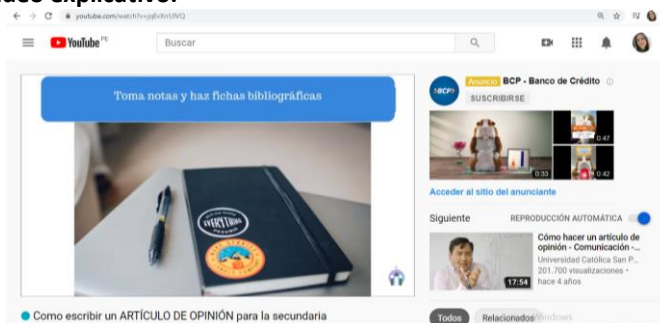 youtube.com/watch?v=jqEvXirUlVQ
YouTube PE
Buscar
Toma notas y haz fichas bibliográficas
EVERYTHING
Anuncio BCP - Banco de Crédito
>BCP>
SUSCRIBIRSE
0:33
0:47
0:42
Acceder al sitio del anunciante
Siguiente
REPRODUCCIÓN AUTOMÁTICA
Cómo hacer un artículo de
opinión - Comunicación -...
Universidad Católica San P...
201.700 visualizaciones •
hace 4 años
17:54
Como escribir un ARTÍCULO DE OPINIÓN para la secundaria
Todos
Relacionados